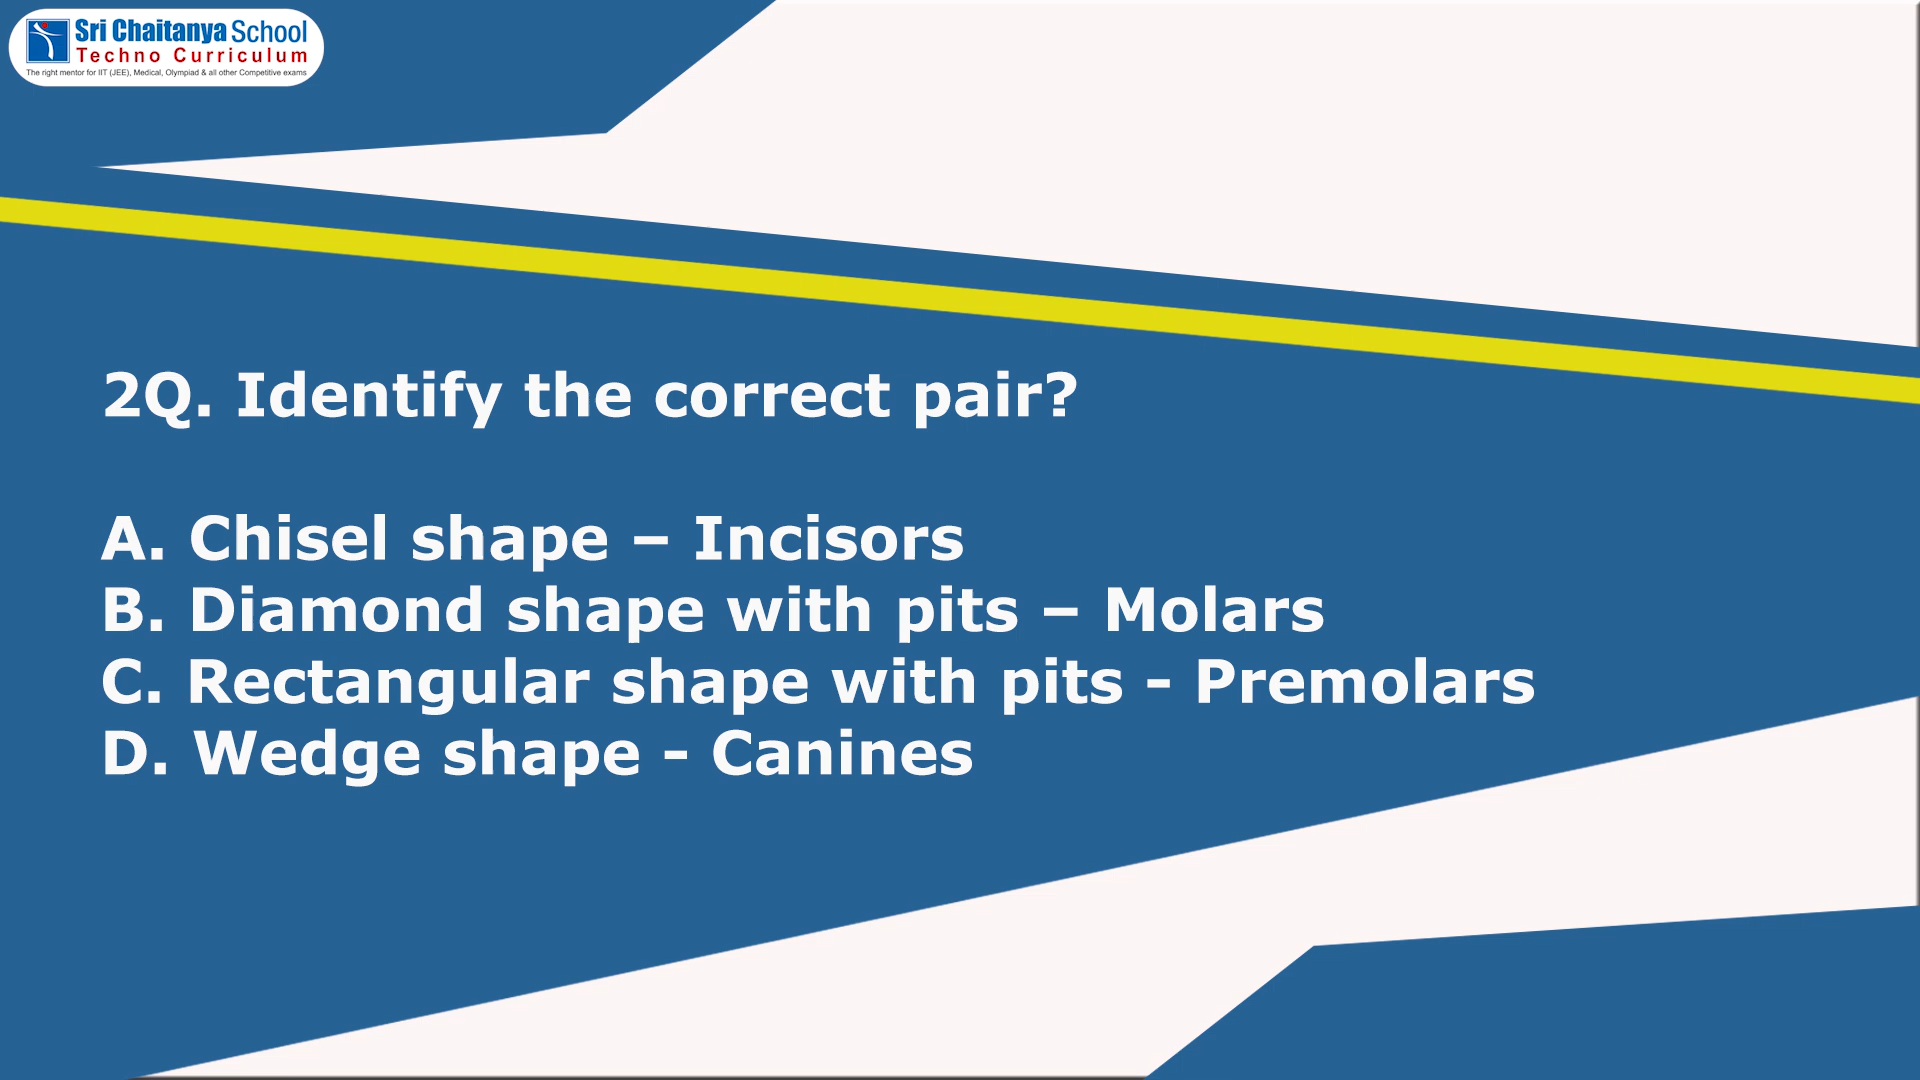 Sri Chaitanya School
Techno Curriculum
The right mentor for IIT (JEE), Medical, Olympiad & all other Competitive exams
2Q. Identify the correct pair?
A. Chisel shape – Incisors
B. Diamond shape with pits – Molars
C. Rectangular shape with pits - Premolars
D. Wedge shape - Canines